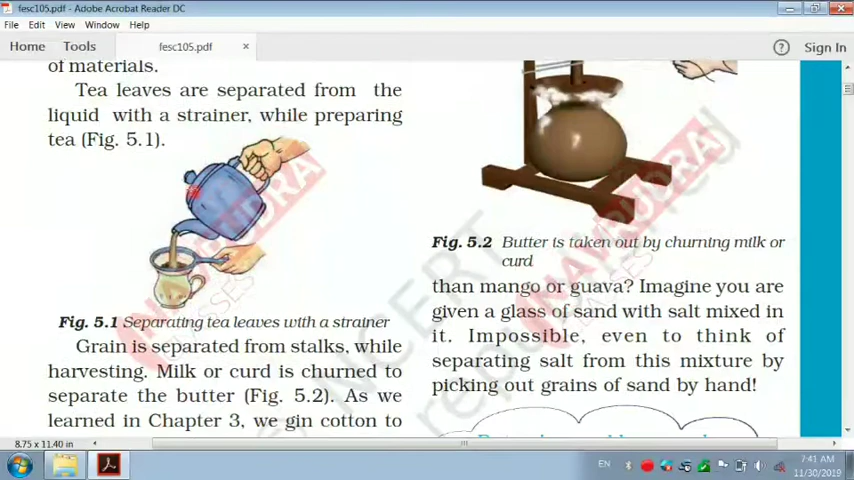 fesc105.pdf - Adobe Acrobat Reader DC
File Edit View Window Help
Home Tools fesc105.pdf × Sign In
of materials.
Tea leaves are separated from the
liquid with a strainer, while preparing
tea (Fig. 5.1).
Fig. 5.1 Separating tea leaves with a strainer
Grain is separated from stalks, while
harvesting. Milk or curd is churned to
separate the butter (Fig. 5.2). As we
learned in Chapter 3, we gin cotton to
Fig. 5.2 Butter is taken out by churning milk or
curd
than mango or guava? Imagine you are
given a glass of sand with salt mixed in
it. Impossible, even to think of
separating salt from this mixture by
picking out grains of sand by hand!
NAVRUDRA
CLASSES
NAVRUDRA
CLASSES
NCERT
8.75 x 11.40 in
EN
7:41 AM
11/30/2019